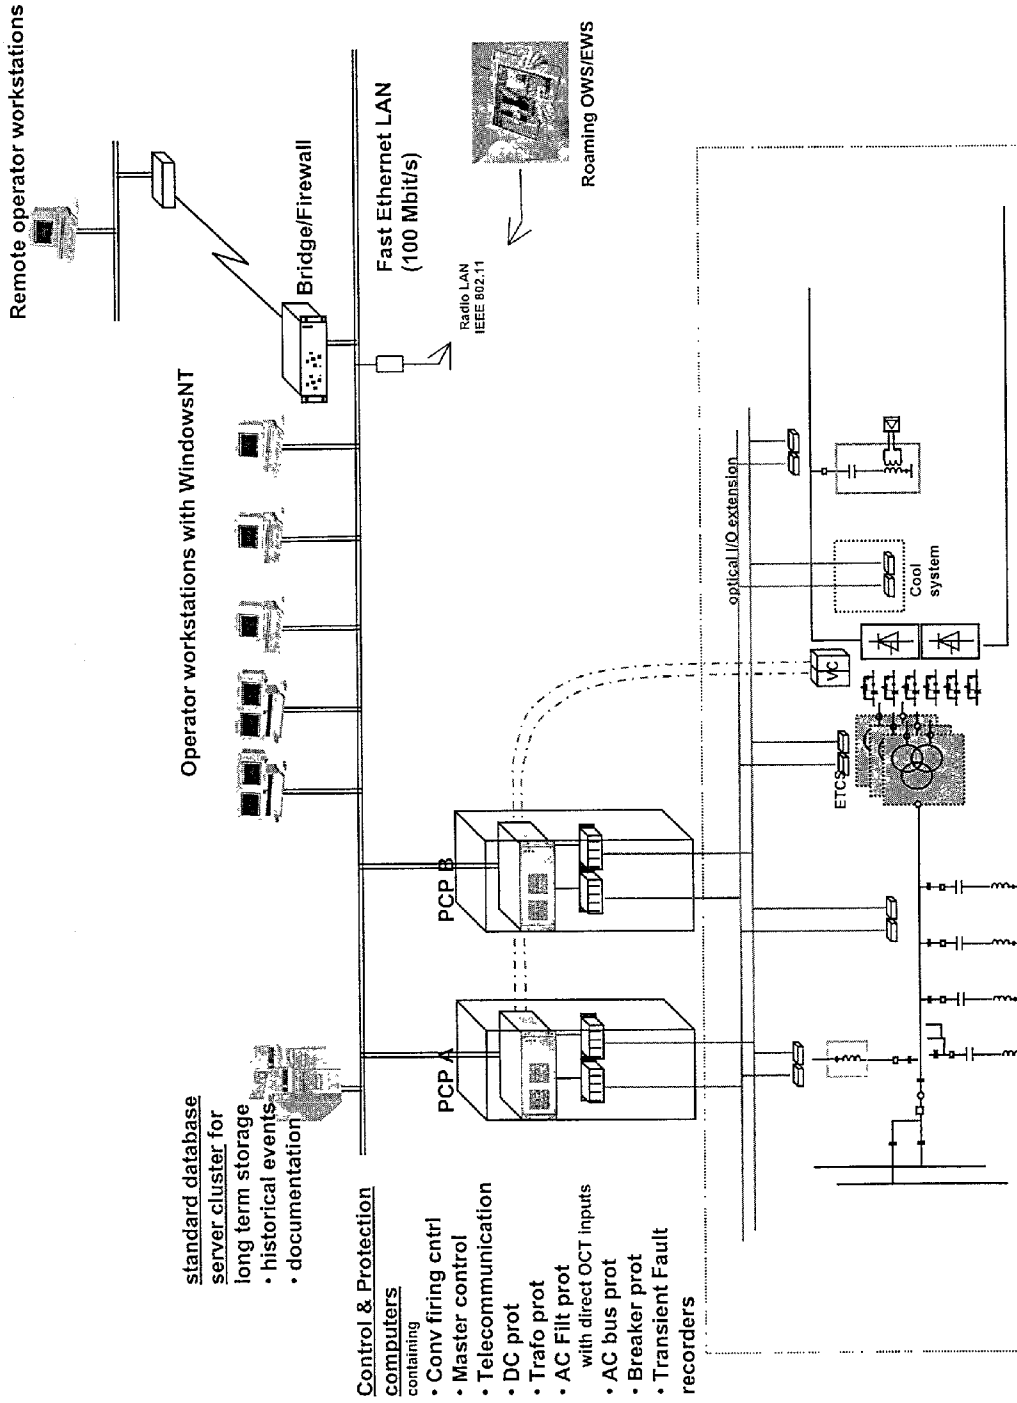 Remote operator workstations
Operator workstations with WindowsNT
Bridge/Firewall
standard database
server cluster for
long term storage
• historical events
• documentation
Fast Ethernet LAN
(100 Mbit/s)
Radio LAN
IEEE 802.11
Roaming OWS/EWS
Control & Protection
computers
containing
• Conv firing cntrl
• Master control
• Telecommunication
• DC prot
• Trafo prot
• AC Filt prot
with direct OCT inputs
• AC bus prot
• Breaker prot
• Transient Fault
recorders
PCP A
PCP B
optical I/O extension
ETCS
VC
Cool
system